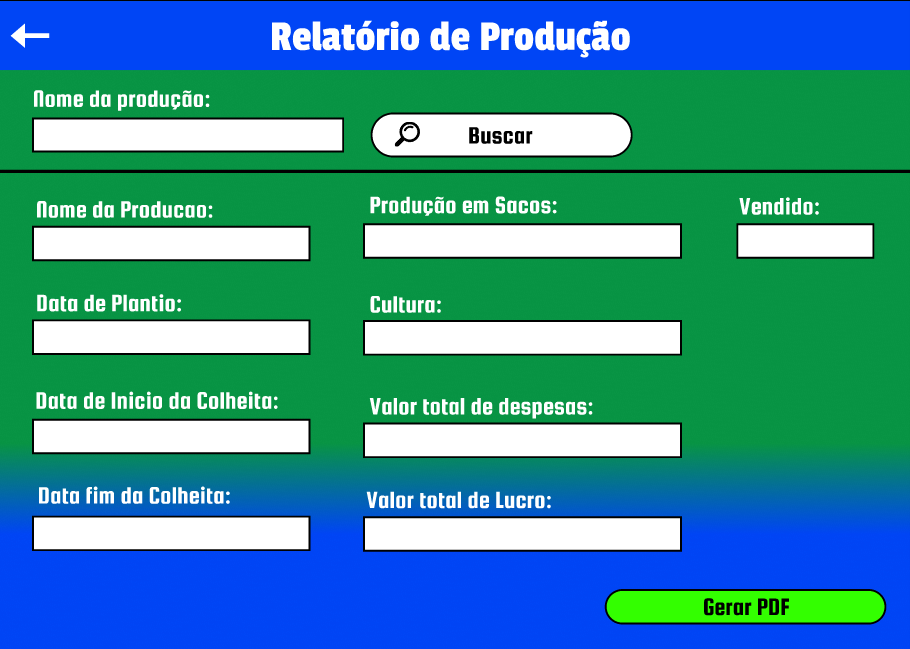 Relatório de Produção
Nome da produção:
Buscar
Nome da Producao:
Produção em Sacos:
Vendido:
Data de Plantio:
Cultura:
Data de Inicio da Colheita:
Valor total de despesas:
Data fim da Colheita:
Valor total de Lucro:
Gerar PDF